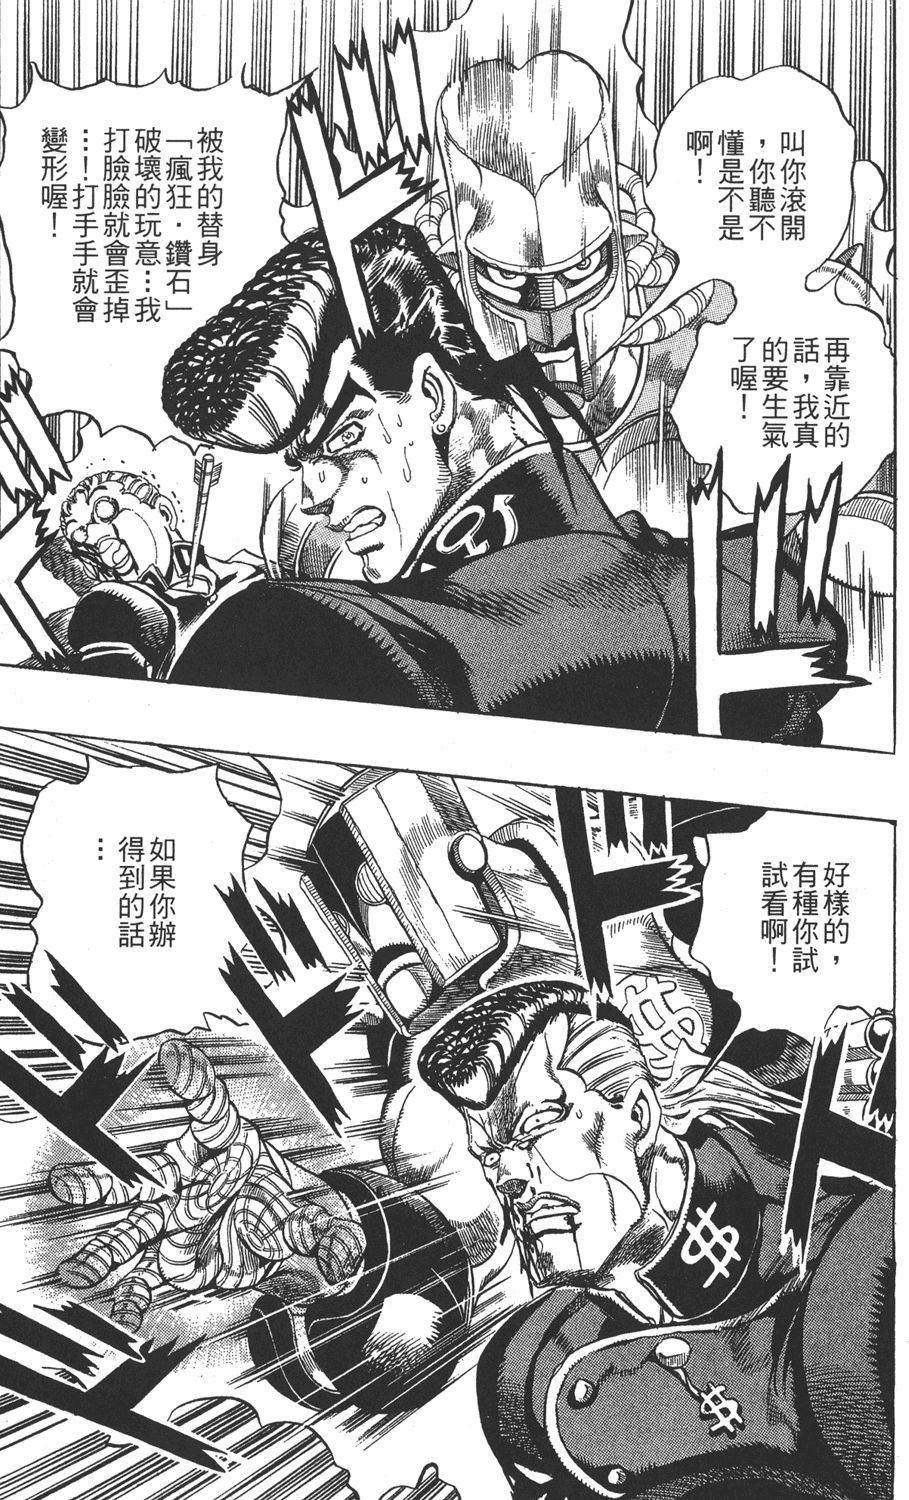 叫你滾開
，你聽不
懂是不是
啊！
再靠近的
話，我真
的要生氣
了喔！
被我的替身
「瘋狂．鑽石」
破壞的玩意…我
打臉臉就會歪掉
…！打手手就會
變形喔！
好樣的，
有種你試
試看啊！
如果你辦
得到的話
…